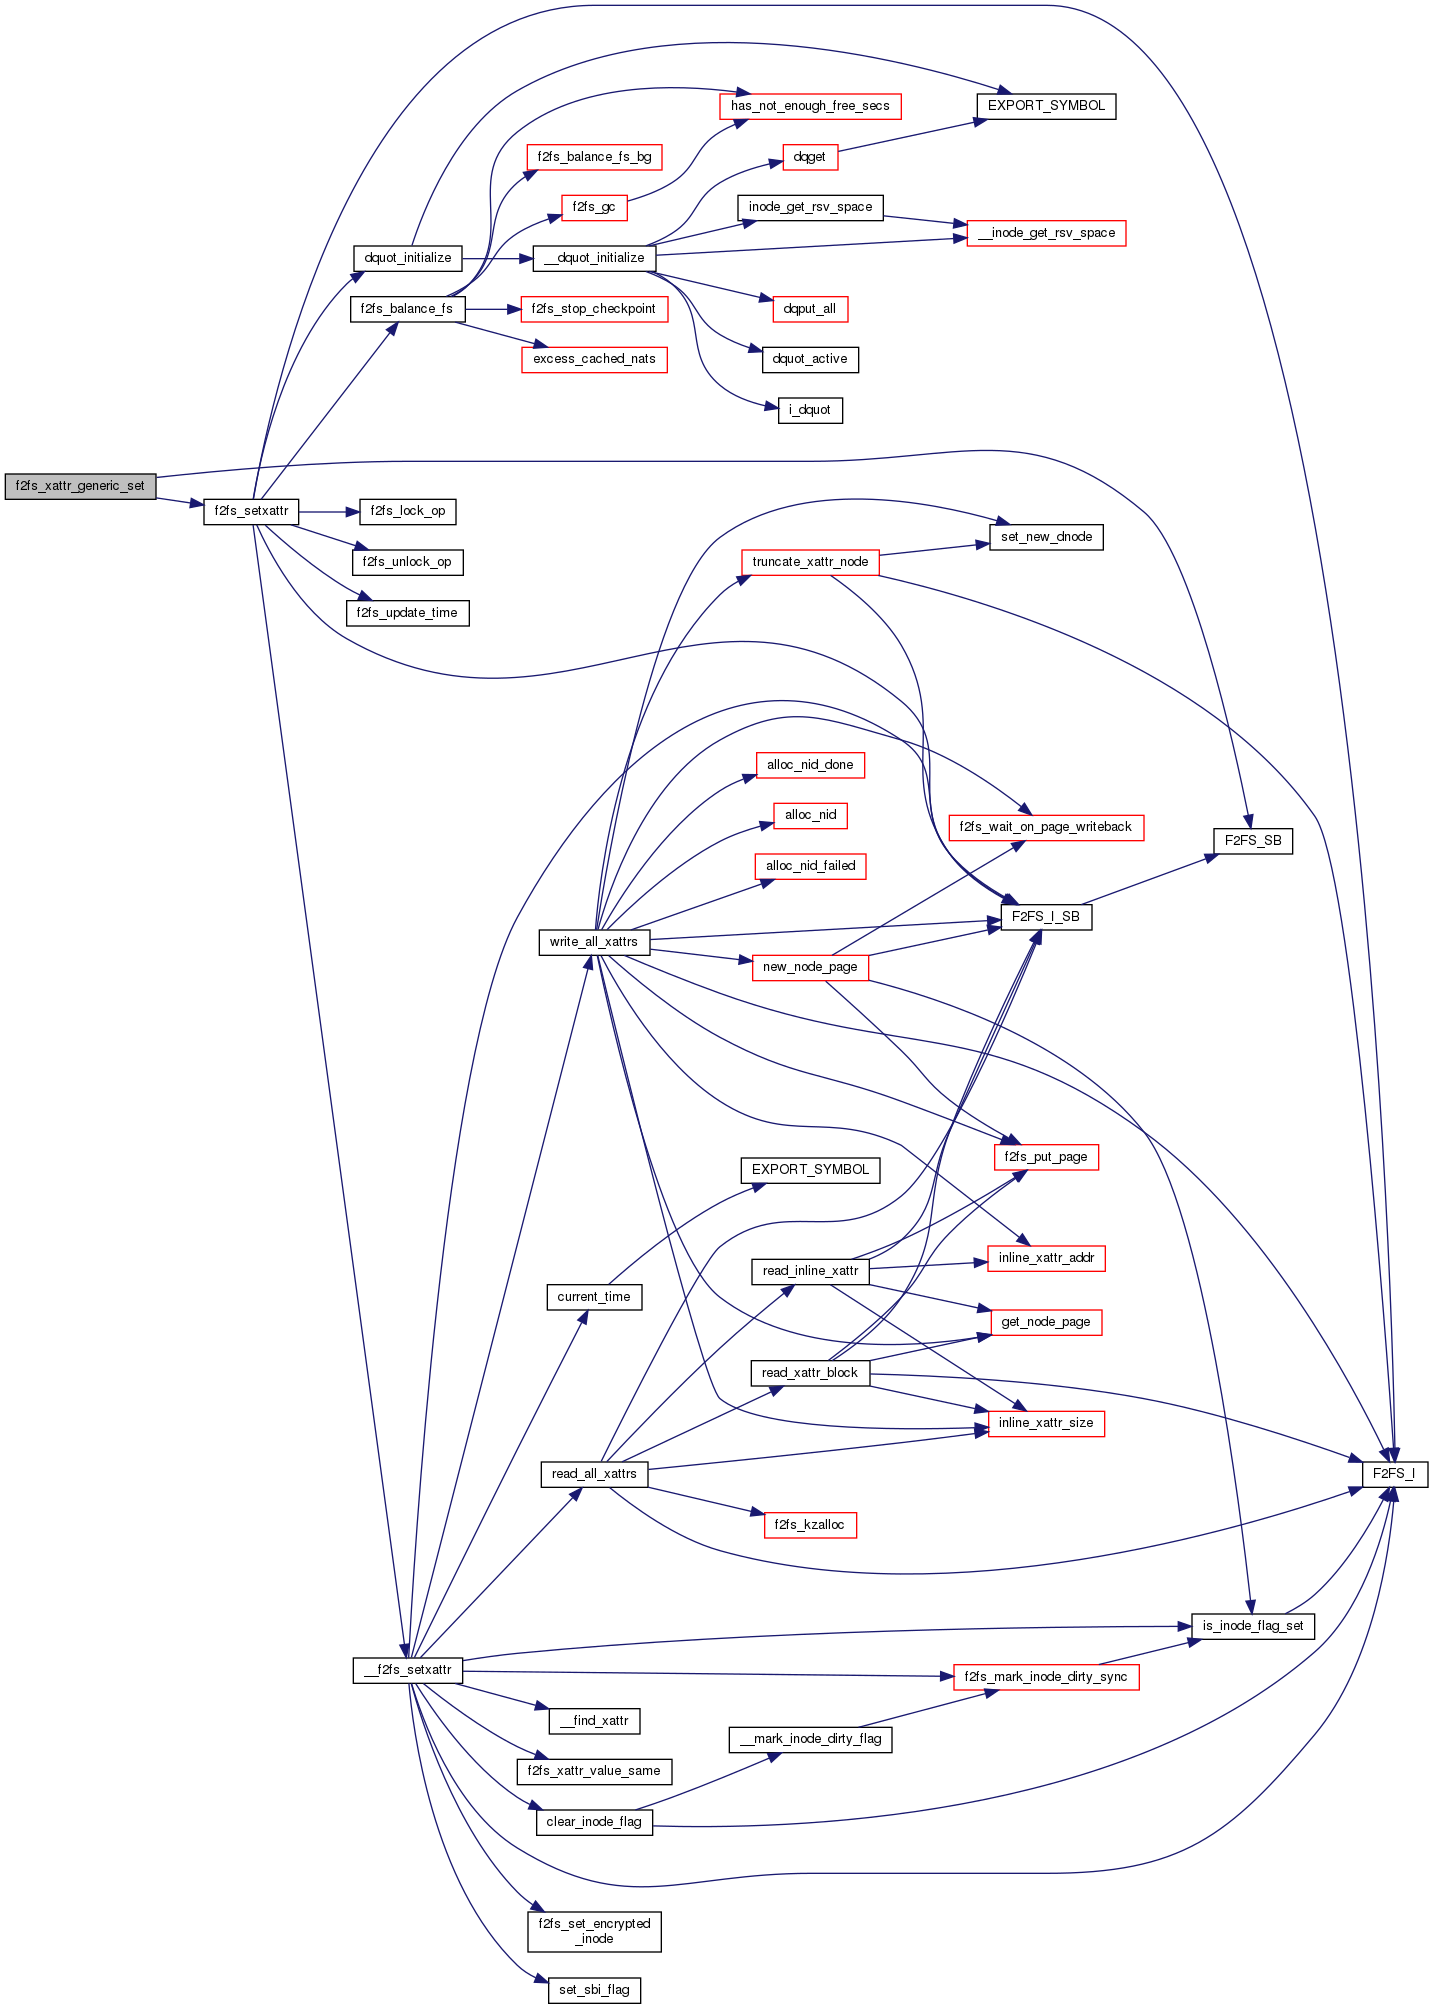 has_not_enough_free_secs
EXPORT_SYMBOL
f2fs_balance_fs_bg
dqget
f2fs_gc
inode_get_rsv_space
__inode_get_rsv_space
dquot_initialize
__dquot_initialize
f2fs_balance_fs
f2fs_stop_checkpoint
dqput_all
excess_cached_nats
dquot_active
i_dquot
f2fs_xattr_generic_set
f2fs_setxattr
f2fs_lock_op
set_new_dnode
f2fs_unlock_op
truncate_xattr_node
f2fs_update_time
alloc_nid_done
alloc_nid
f2fs_wait_on_page_writeback
F2FS_SB
alloc_nid_failed
F2FS_I_SB
write_all_xattrs
new_node_page
f2fs_put_page
EXPORT_SYMBOL
inline_xattr_addr
read_inline_xattr
current_time
get_node_page
read_xattr_block
inline_xattr_size
read_all_xattrs
F2FS_I
f2fs_kzalloc
is_inode_flag_set
__f2fs_setxattr
f2fs_mark_inode_dirty_sync
__find_xattr
__mark_inode_dirty_flag
f2fs_xattr_value_same
clear_inode_flag
f2fs_set_encrypted
_inode
set_sbi_flag